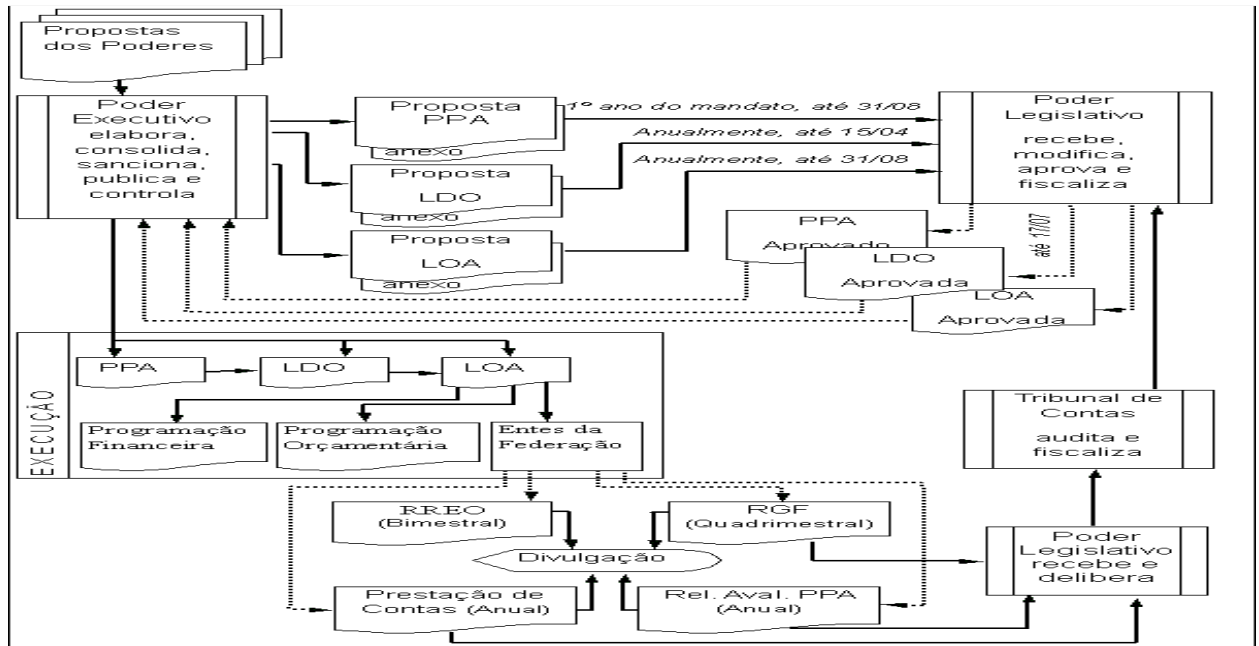 Propostas
dos Poderes
Poder
Executivo
elabora,
consolida,
sanciona,
publica e
controla
Proposta
PPA
anexo
Proposta
LDO
anexo
Proposta
LOA
anexo
1º ano do mandato, até 31/08
Anualmente, até 15/04
Anualmente, até 31/08
Poder
Legislativo
recebe,
modifica,
aprova e
fiscaliza
até 17/07
PPA
Aprovado
LDO
Aprovada
LOA
Aprovada
EXECUÇÃO
PPA
LDO
LOA
Programação
Financeira
Programação
Orçamentária
Entes da
Federação
Tribunal de
Contas
audita e
fiscaliza
RREO
(Bimestral)
RGF
(Quadrimestral)
Divulgação
Prestação de
Contas (Anual)
Rel. Aval. PPA
(Anual)
Poder
Legislativo
recebe e
delibera